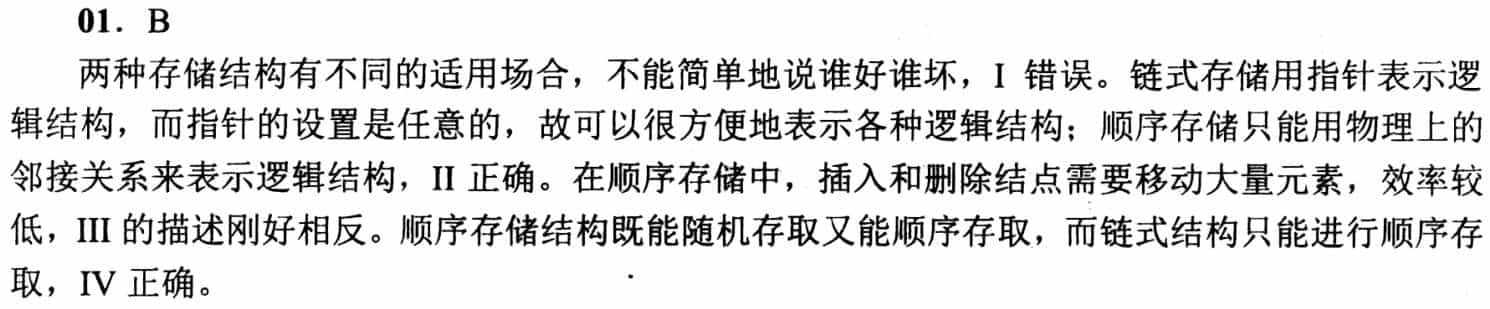 01．B
两种存储结构有不同的适用场合，不能简单地说谁好谁坏，I 错误。链式存储用指针表示逻
辑结构，而指针的设置是任意的，故可以很方便地表示各种逻辑结构；顺序存储只能用物理上的
邻接关系来表示逻辑结构，II 正确。在顺序存储中，插入和删除结点需要移动大量元素，效率较
低，III 的描述刚好相反。顺序存储结构既能随机存取又能顺序存取，而链式结构只能进行顺序存
取，IV 正确。